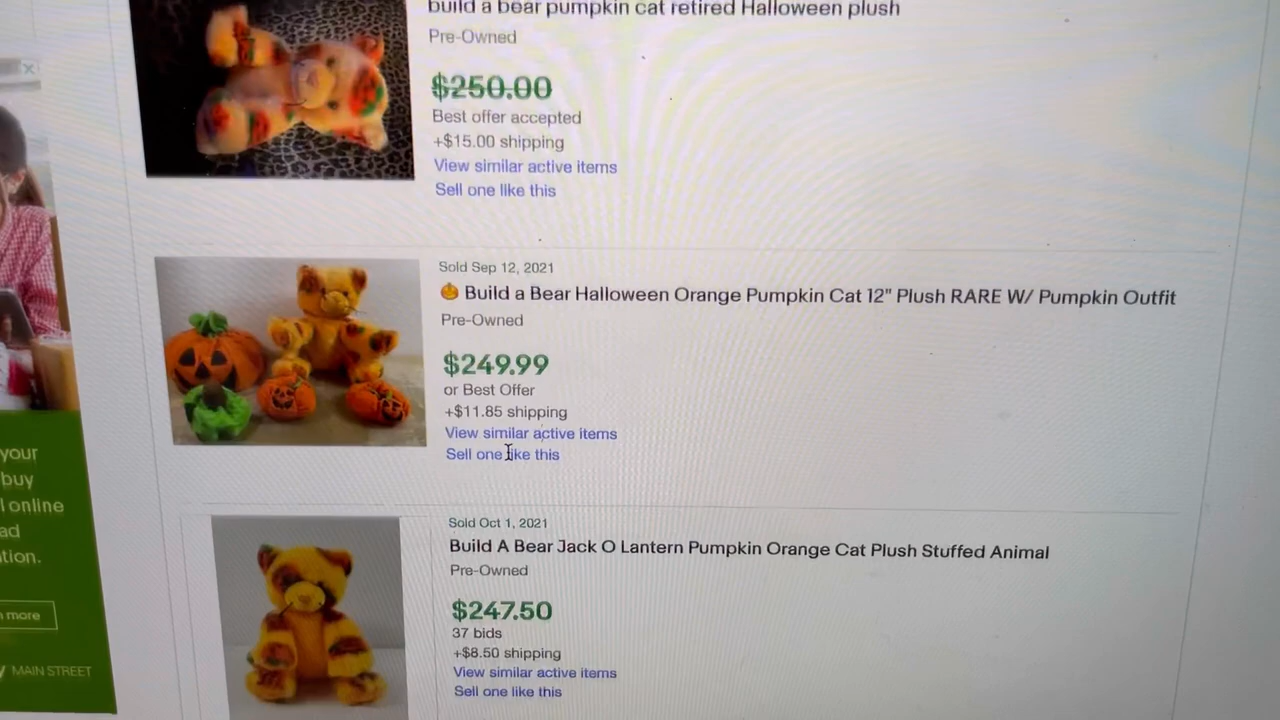 build a bear pumpkin cat retired Halloween plush
Pre-Owned
$250.00
Best offer accepted
+$15.00 shipping
View similar active items
Sell one like this
Sold Sep 12, 2021
🎃 Build a Bear Halloween Orange Pumpkin Cat 12" Plush RARE W/ Pumpkin Outfit
Pre-Owned
$249.99
or Best Offer
+$11.85 shipping
View similar active items
Sell one like this
Sold Oct 1, 2021
Build A Bear Jack O Lantern Pumpkin Orange Cat Plush Stuffed Animal
Pre-Owned
$247.50
37 bids
+$8.50 shipping
View similar active items
Sell one like this
your
buy
online
more
MAIN STREET